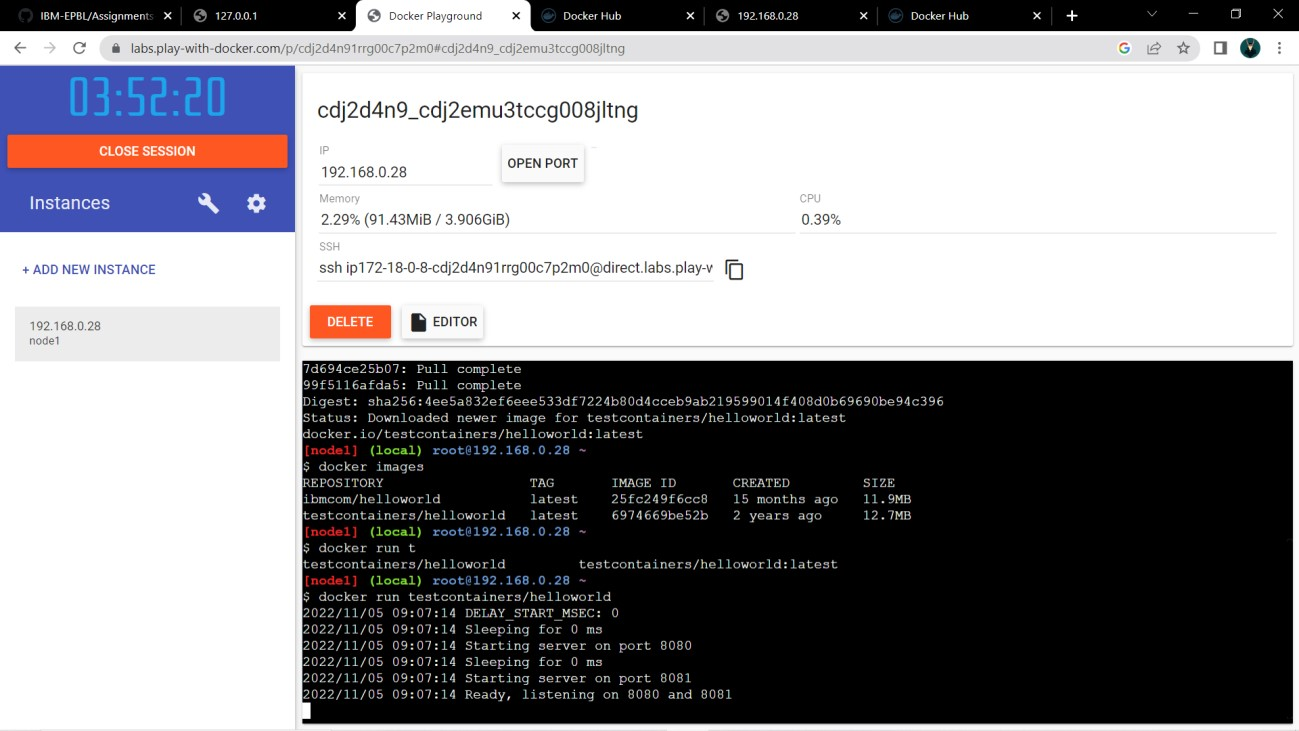 IBM-EPBL/Assignments
127.0.0.1
Docker Playground
Docker Hub
192.168.0.28
Docker Hub
labs.play-with-docker.com/p/cdj2d4n91rrg00c7p2m0#cdj2d4n9_cdj2emu3tccg008jltng
03:52:20
CLOSE SESSION
Instances
+ ADD NEW INSTANCE
192.168.0.28
node1
cdj2d4n9_cdj2emu3tccg008jltng
IP
192.168.0.28
OPEN PORT
Memory
2.29% (91.43MiB / 3.906GiB)
CPU
0.39%
SSH
ssh ip172-18-0-8-cdj2d4n91rrg00c7p2m0@direct.labs.play-w
DELETE
EDITOR
7d694ce25b07: Pull complete
99f5116afda5: Pull complete
Digest: sha256:4ee5a832ef6eee533df7224b80d4cceb9ab219599014f408d0b69690be94c396
Status: Downloaded newer image for testcontainers/helloworld:latest
docker.io/testcontainers/helloworld:latest
[node1] (local) root@192.168.0.28 ~
$ docker images
REPOSITORY TAG IMAGE ID CREATED SIZE
ibmcom/helloworld latest 25fc249f6cc8 15 months ago 11.9MB
testcontainers/helloworld latest 6974669be52b 2 years ago 12.7MB
[node1] (local) root@192.168.0.28 ~
$ docker run t
testcontainers/helloworld testcontainers/helloworld:latest
[node1] (local) root@192.168.0.28 ~
$ docker run testcontainers/helloworld
2022/11/05 09:07:14 DELAY_START_MSEC: 0
2022/11/05 09:07:14 Sleeping for 0 ms
2022/11/05 09:07:14 Starting server on port 8080
2022/11/05 09:07:14 Sleeping for 0 ms
2022/11/05 09:07:14 Starting server on port 8081
2022/11/05 09:07:14 Ready, listening on 8080 and 8081